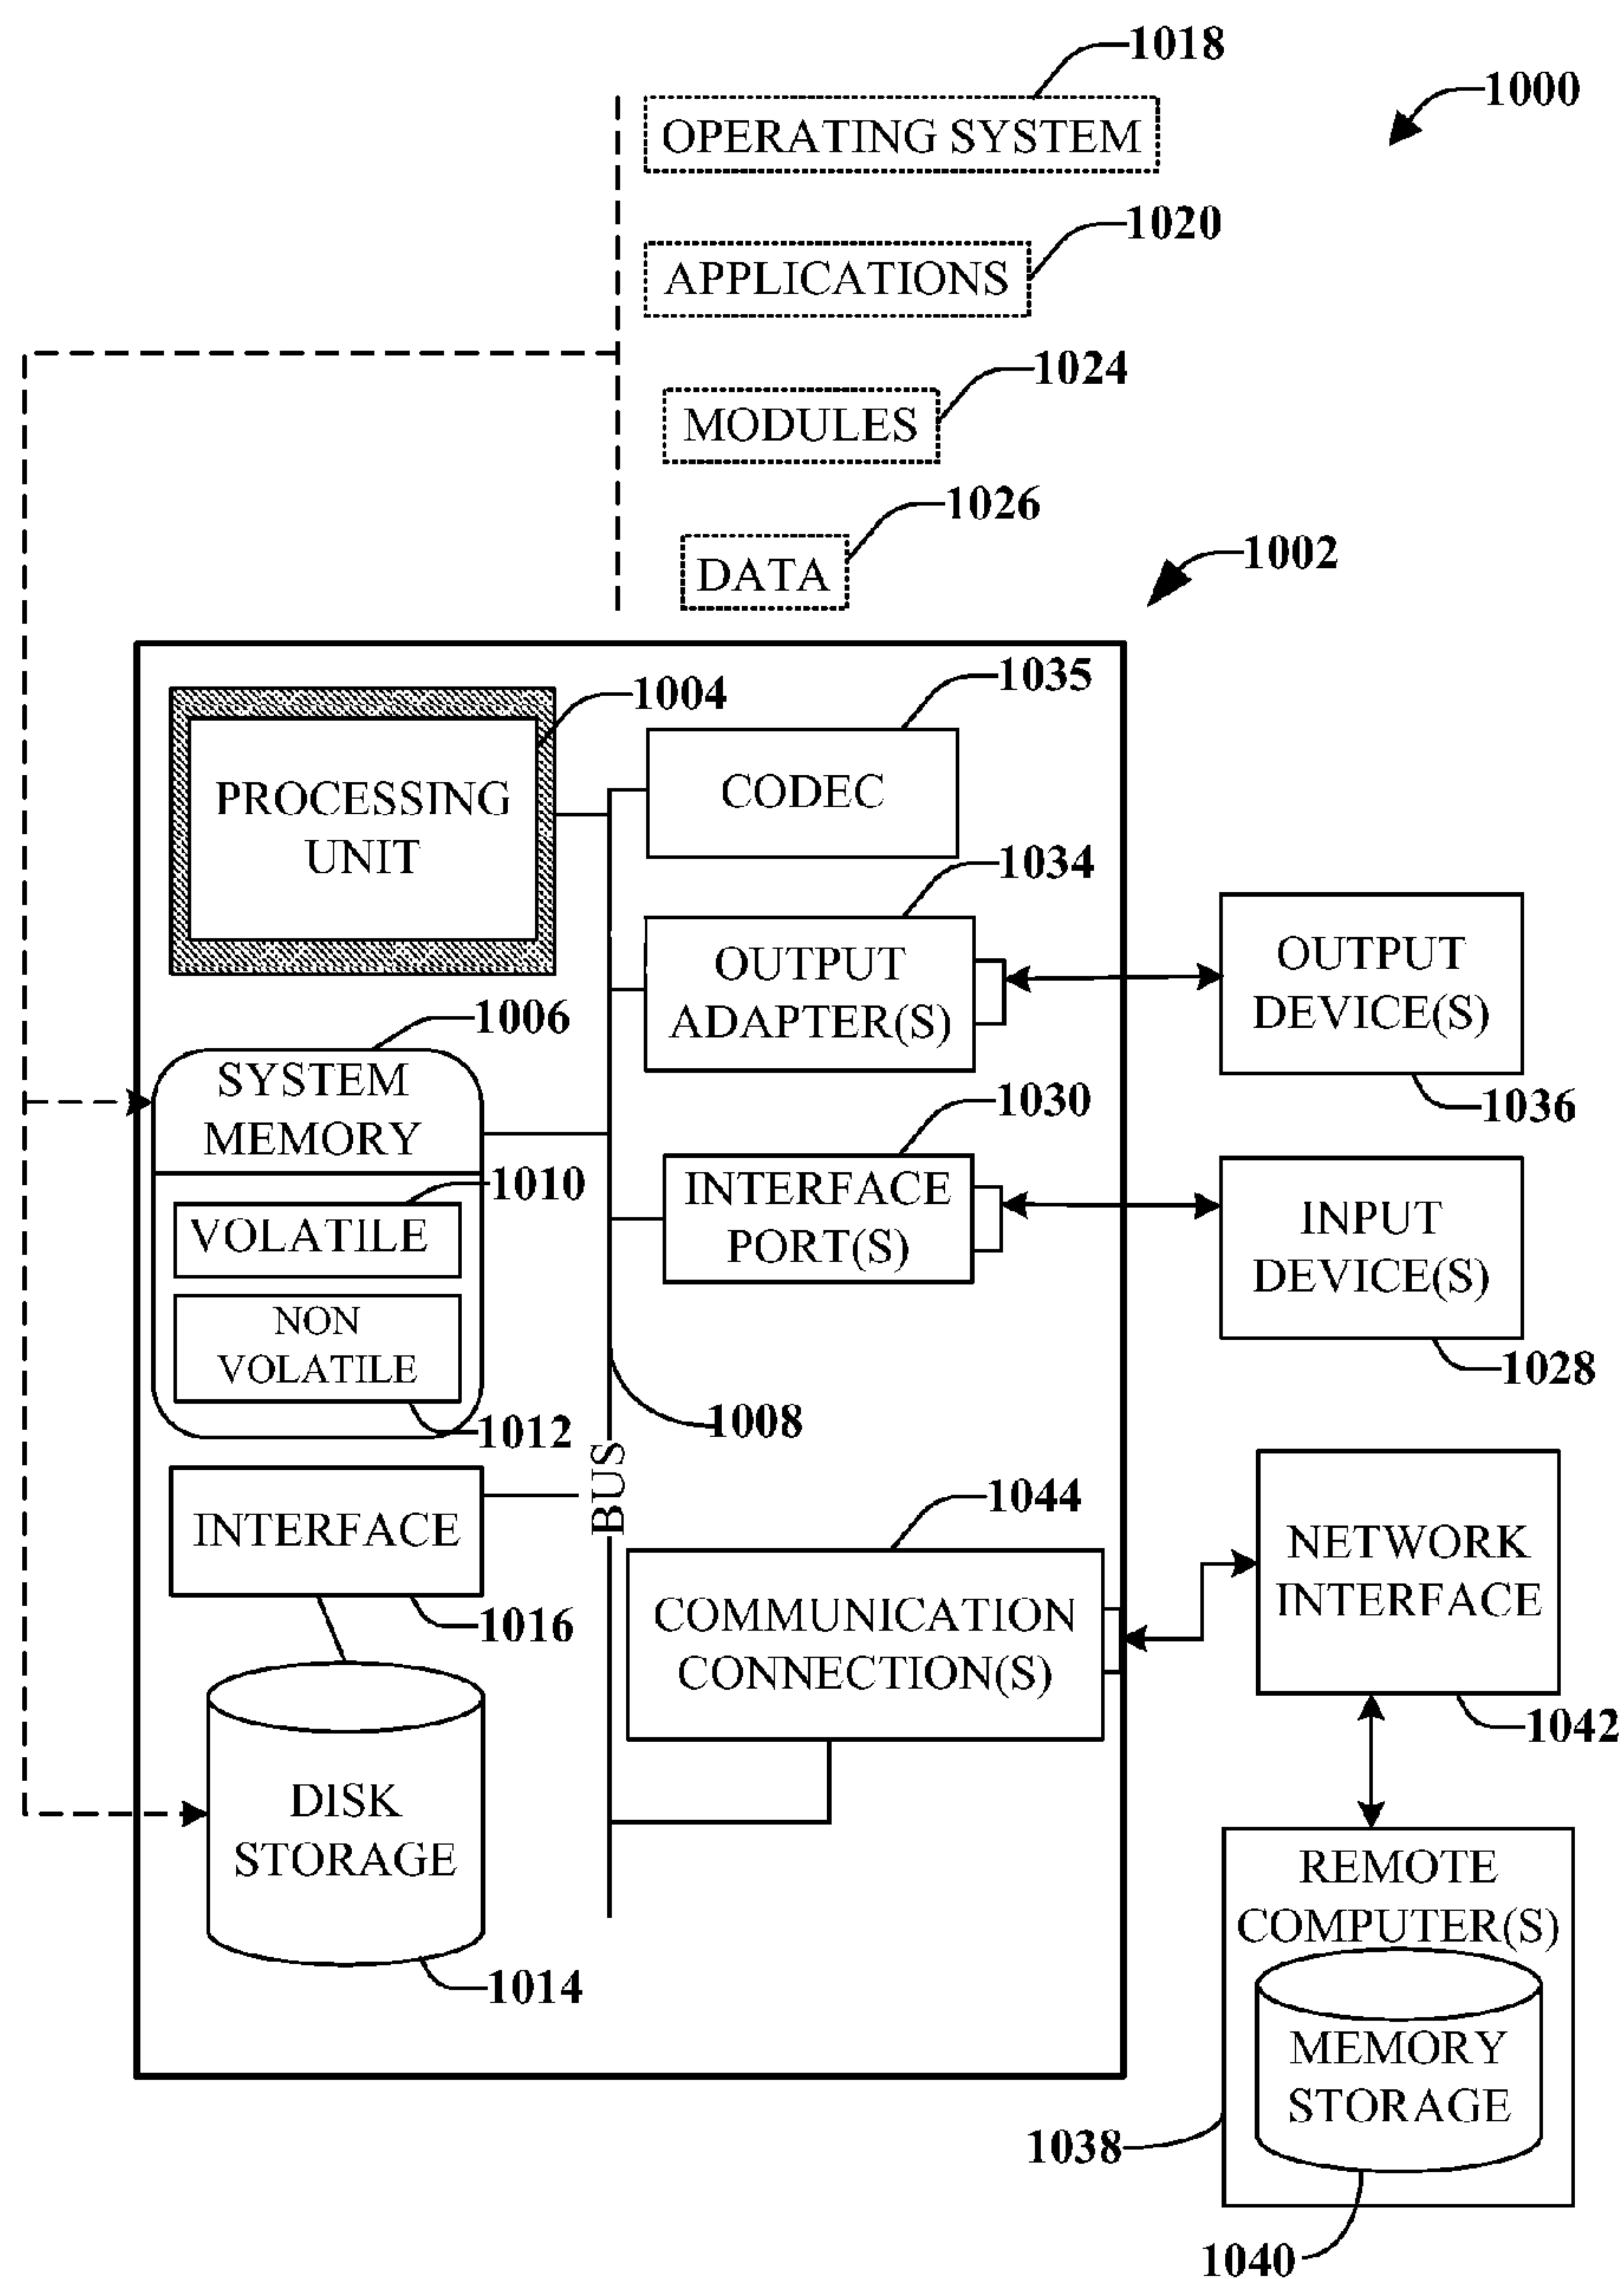 1018
1000
OPERATING SYSTEM
1020
APPLICATIONS
1024
MODULES
1026
DATA
1002
1035
1004
CODEC
PROCESSING
UNIT
1034
OUTPUT
ADAPTER(S)
OUTPUT
DEVICE(S)
1036
1006
SYSTEM
MEMORY
1030
INTERFACE
PORT(S)
INPUT
DEVICE(S)
1028
1010
VOLATILE
NON
VOLATILE
1012
1008
BUS
1044
INTERFACE
1016
COMMUNICATION
CONNECTION(S)
NETWORK
INTERFACE
1042
DISK
STORAGE
1014
REMOTE
COMPUTER(S)
MEMORY
STORAGE
1038
1040